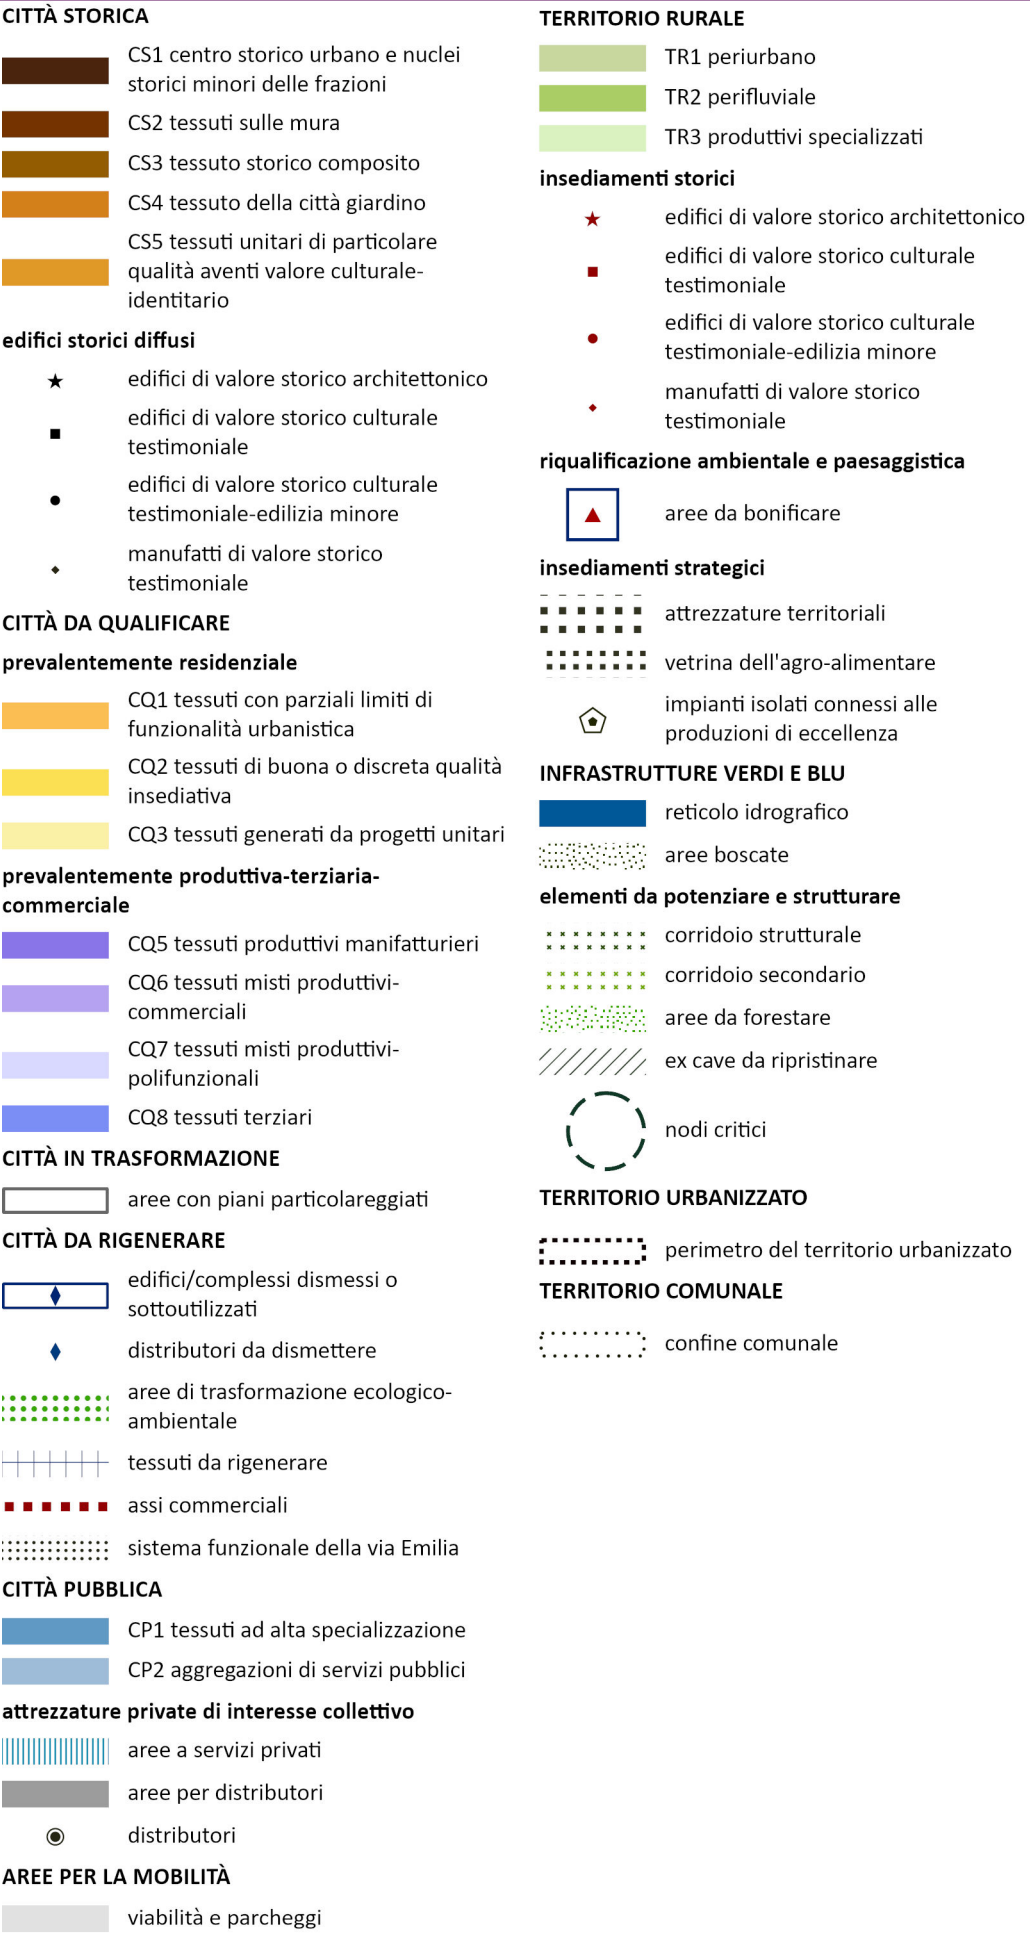 CITTÀ STORICA
CS1 centro storico urbano e nuclei
storici minori delle frazioni
CS2 tessuti sulle mura
CS3 tessuto storico composito
CS4 tessuto della città giardino
CS5 tessuti unitari di particolare
qualità aventi valore culturale-
identitario
edifici storici diffusi
edifici di valore storico architettonico
edifici di valore storico culturale
testimoniale
edifici di valore storico culturale
testimoniale-edilizia minore
manufatti di valore storico
testimoniale
CITTÀ DA QUALIFICARE
prevalentemente residenziale
CQ1 tessuti con parziali limiti di
funzionalità urbanistica
CQ2 tessuti di buona o discreta qualità
insediativa
CQ3 tessuti generati da progetti unitari
prevalentemente produttiva-terziaria-
commerciale
CQ5 tessuti produttivi manifatturieri
CQ6 tessuti misti produttivi-
commerciali
CQ7 tessuti misti produttivi-
polifunzionali
CQ8 tessuti terziari
CITTÀ IN TRASFORMAZIONE
aree con piani particolareggiati
CITTÀ DA RIGENERARE
edifici/complessi dismessi o
sottoutilizzati
distributori da dismettere
aree di trasformazione ecologico-
ambientale
tessuti da rigenerare
assi commerciali
sistema funzionale della via Emilia
CITTÀ PUBBLICA
CP1 tessuti ad alta specializzazione
CP2 aggregazioni di servizi pubblici
attrezzature private di interesse collettivo
aree a servizi privati
aree per distributori
distributori
AREE PER LA MOBILITÀ
viabilità e parcheggi
TERRITORIO RURALE
TR1 periurbano
TR2 perifluviale
TR3 produttivi specializzati
insediamenti storici
edifici di valore storico architettonico
edifici di valore storico culturale
testimoniale
edifici di valore storico culturale
testimoniale-edilizia minore
manufatti di valore storico
testimoniale
riqualificazione ambientale e paesaggistica
aree da bonificare
insediamenti strategici
attrezzature territoriali
vetrina dell'agro-alimentare
impianti isolati connessi alle
produzioni di eccellenza
INFRASTRUTTURE VERDI E BLU
reticolo idrografico
aree boscate
elementi da potenziare e strutturare
corridoio strutturale
corridoio secondario
aree da forestare
ex cave da ripristinare
nodi critici
TERRITORIO URBANIZZATO
perimetro del territorio urbanizzato
TERRITORIO COMUNALE
confine comunale